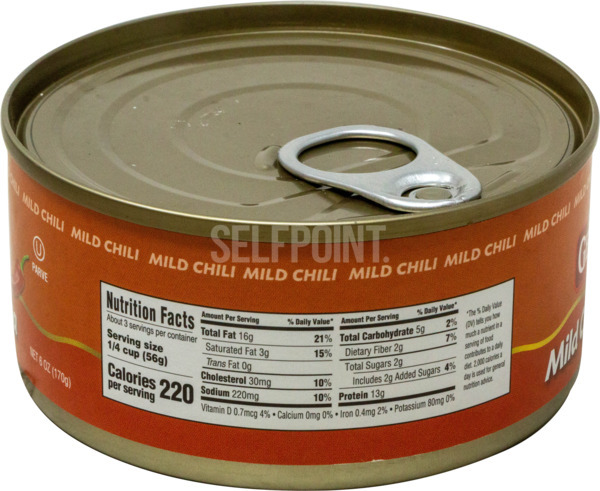 SELFPOINT.
MILD CHILI MILD CHILI MILD CHILI MILD CHILI MILD CHILI MILD CHILI MILD CHILI
U
PARVE
NET 6 OZ (170g)
Nutrition Facts
About 3 servings per container
Serving size
1/4 cup (56g)
Calories 220
per serving
Amount Per Serving % Daily Value*
Total Fat 16g 21%
Saturated Fat 3g 15%
Trans Fat 0g
Cholesterol 30mg 10%
Sodium 220mg 10%
Amount Per Serving % Daily Value*
Total Carbohydrate 5g 2%
Dietary Fiber 2g 7%
Total Sugars 2g
Includes 2g Added Sugars 4%
Protein 13g
Vitamin D 0.7mcg 4% • Calcium 0mg 0% • Iron 0.4mg 2% • Potassium 80mg 0%
*The % Daily Value
(DV) tells you how
much a nutrient in a
serving of food
contributes to a daily
diet. 2,000 calories a
day is used for general
nutrition advice.
Mild